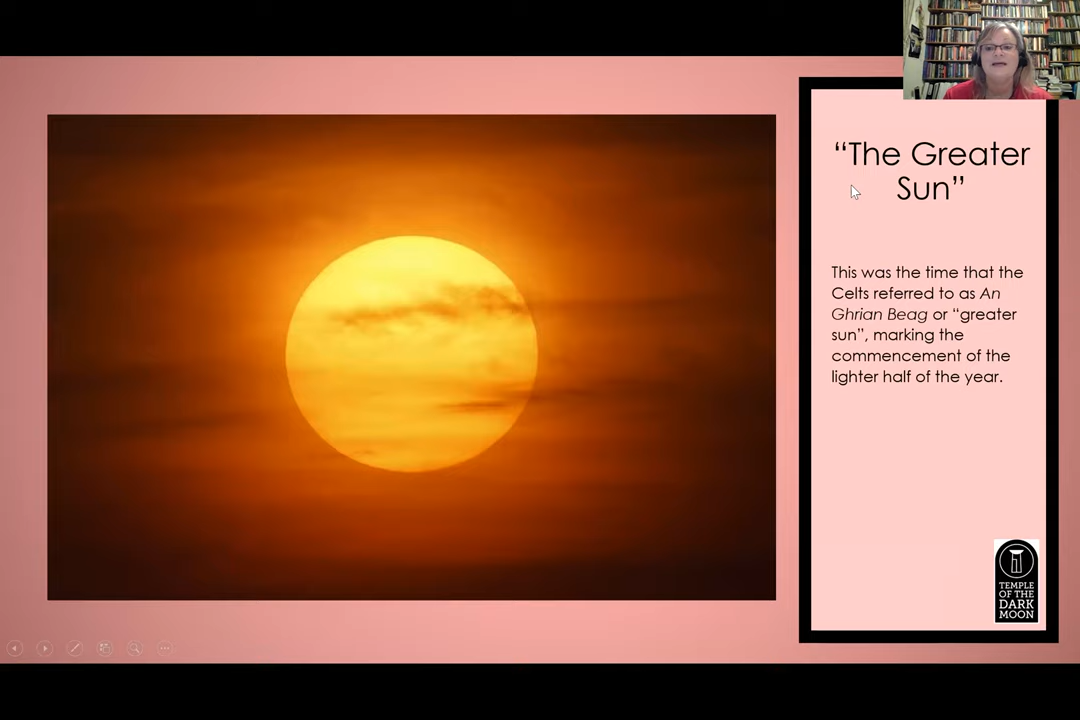 “The Greater
Sun”
This was the time that the
Celts referred to as An
Ghrian Beag or “greater
sun”, marking the
commencement of the
lighter half of the year.
TEMPLE
OF THE
DARK
MOON